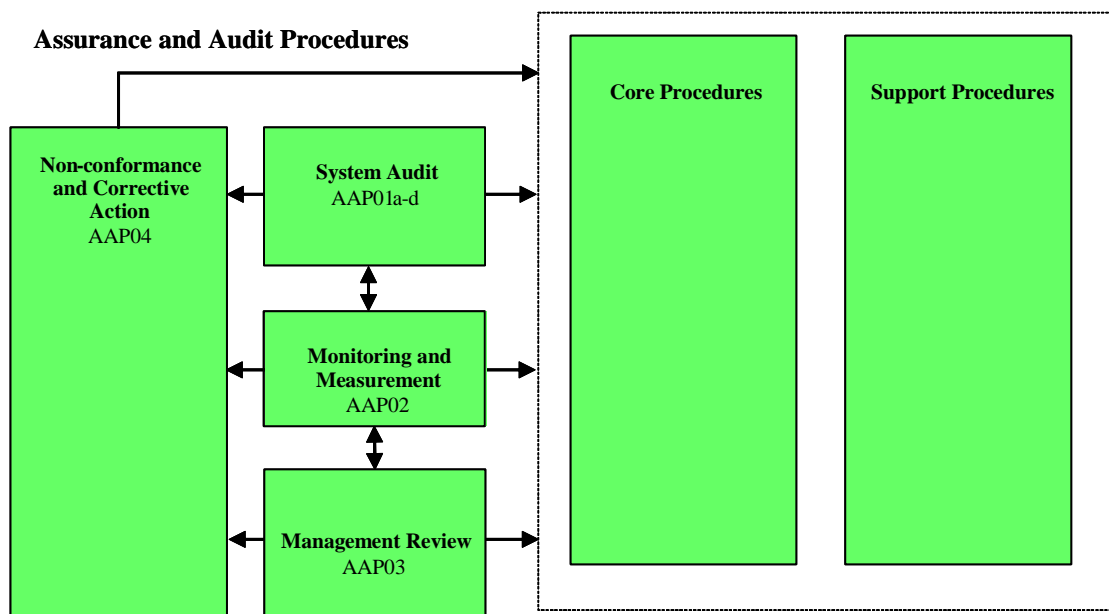 Assurance and Audit Procedures
Core Procedures
Support Procedures
Non-conformance
and Corrective
Action
AAP04
System Audit
AAP01a-d
Monitoring and
Measurement
AAP02
Management Review
AAP03